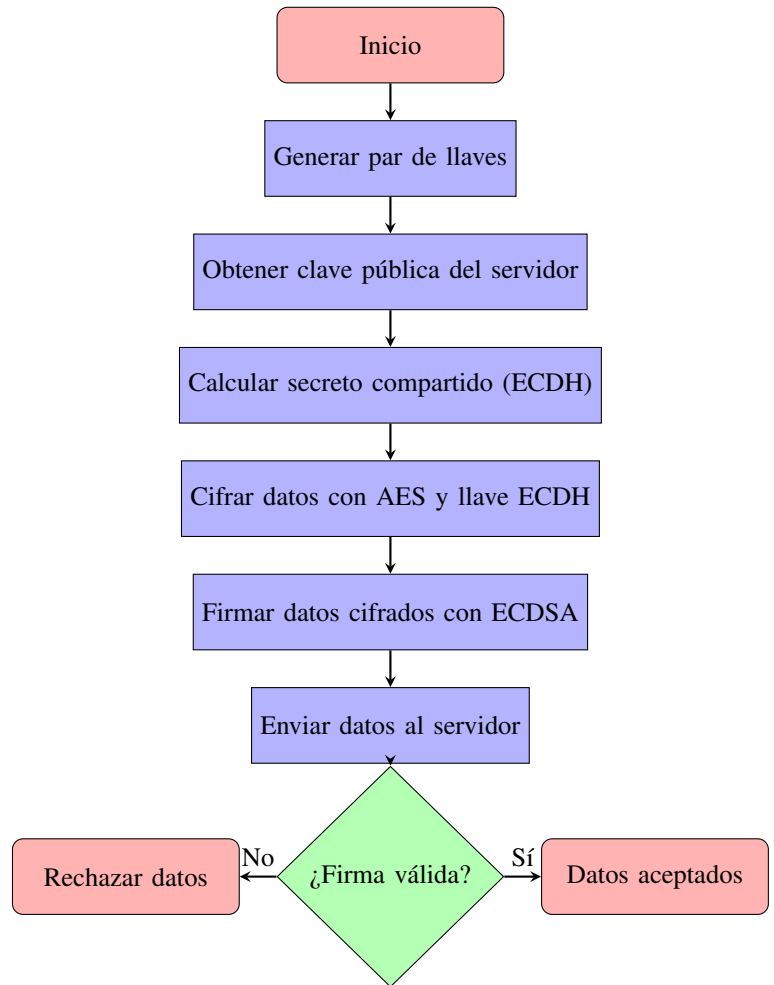 Inicio
Generar par de llaves
Obtener clave pública del servidor
Calcular secreto compartido (ECDH)
Cifrar datos con AES y llave ECDH
Firmar datos cifrados con ECDSA
Enviar datos al servidor
Rechazar datos
No
¿Firma válida?
Sí
Datos aceptados